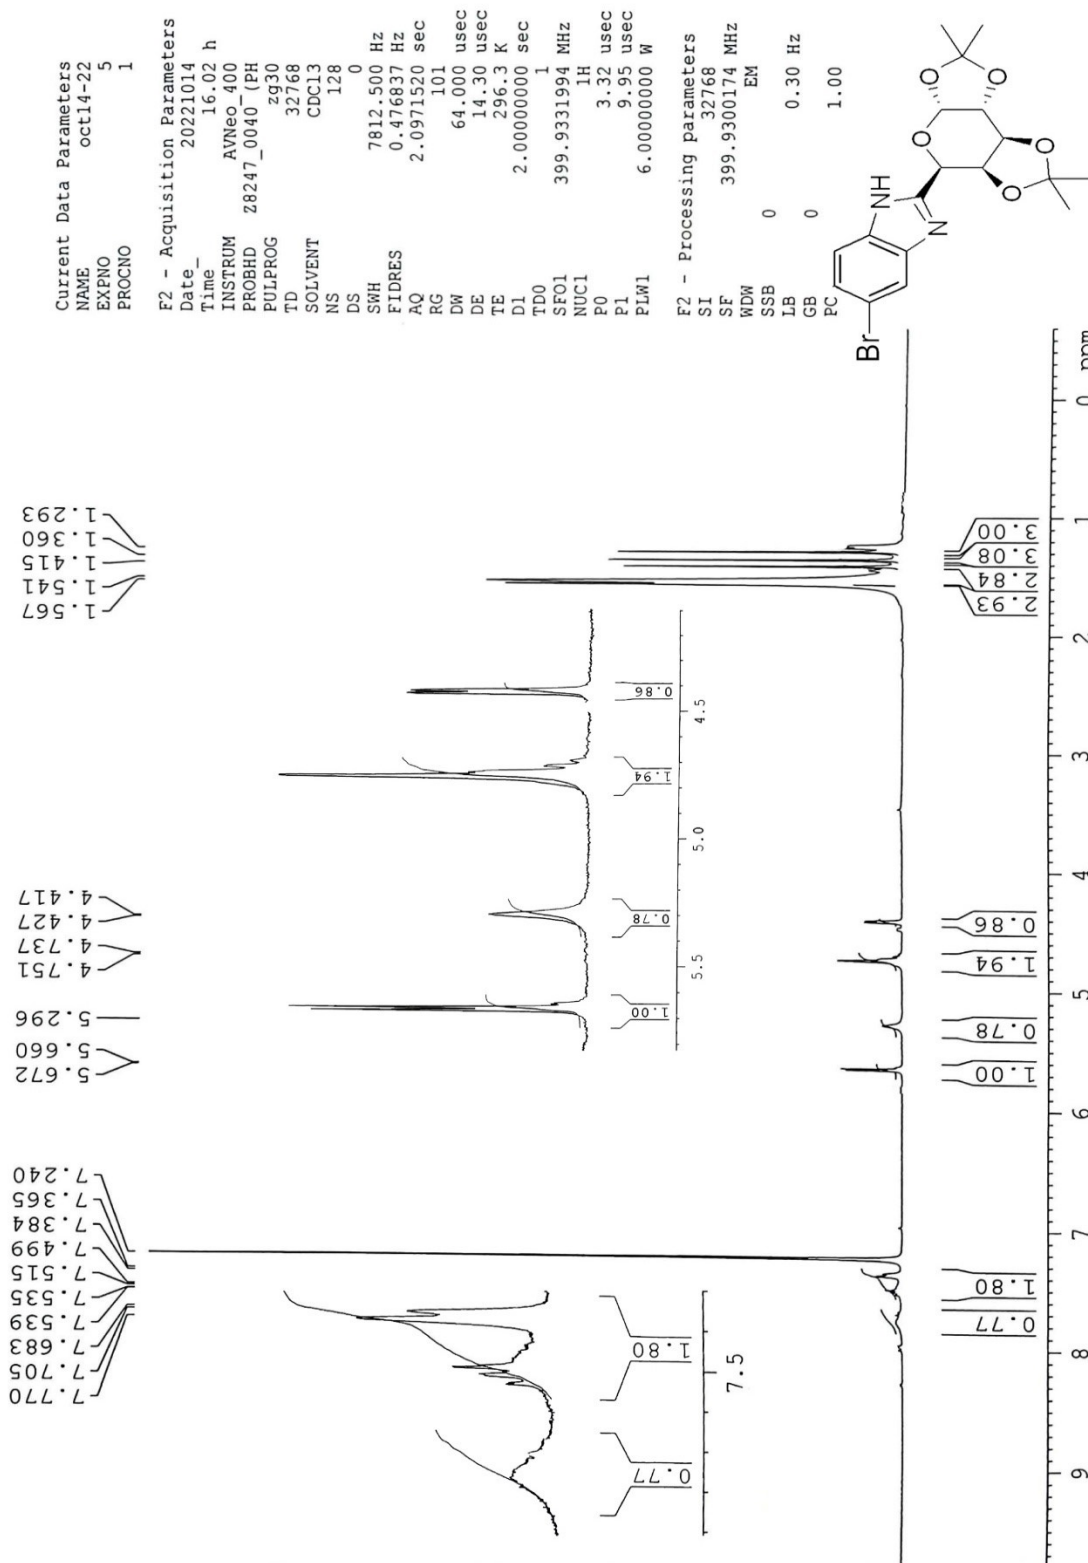 Current Data Parameters
NAME oct14-22
EXPNO 5
PROCNO 1
F2 - Acquisition Parameters
Date_ 20221014
Time 16.02 h
INSTRUM AVNeo_400
PROBHD Z8247_0040 (PH
PULPROG zg30
TD 32768
SOLVENT CDCl3
NS 128
DS 0
SWH 7812.500 Hz
FIDRES 0.476837 Hz
AQ 2.0971520 sec
RG 101
DW 64.000 usec
DE 14.30 usec
TE 296.3 K
D1 2.00000000 sec
TD0 1
SFO1 399.9331994 MHz
NUC1 1H
P0 3.32 usec
P1 9.95 usec
PLW1 6.00000000 W
F2 - Processing parameters
SI 32768
SF 399.9300174 MHz
WDW EM
SSB 0
LB 0.30 Hz
GB 0
PC 1.00
7.770
7.705
7.683
7.539
7.535
7.515
7.499
7.384
7.365
7.240
5.672
5.660
5.296
4.751
4.737
4.427
4.417
1.567
1.541
1.415
1.360
1.293
0.77
1.80
7.5
1.00
0.78
1.94
0.86
5.5
5.0
4.5
Br
NH
N
O
O
O
O
O
0.77
1.80
1.00
0.78
1.94
0.86
2.93
2.84
3.08
3.00
9 8 7 6 5 4 3 2 1 0 ppm